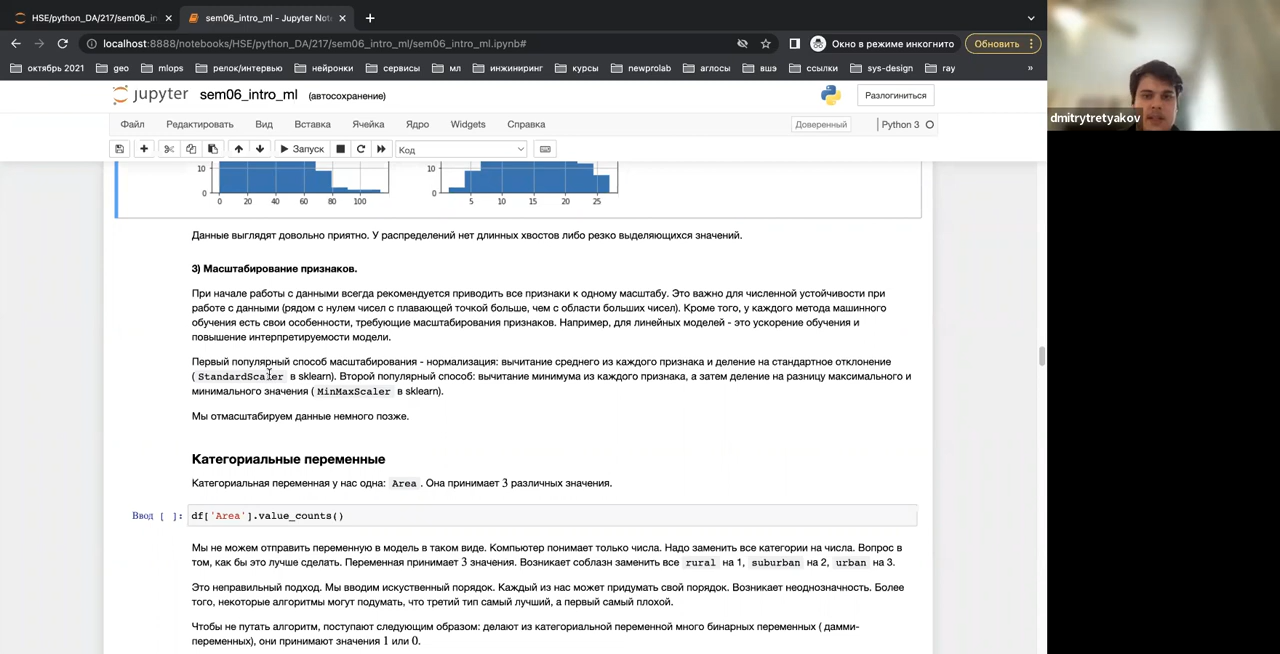 HSE/python_DA/217/sem06_in
sem06_intro_ml - Jupyter Not
localhost:8888/notebooks/HSE/python_DA/217/sem06_intro_ml/sem06_intro_ml.ipynb#
Окно в режиме инкогнито
Обновить
октябрь 2021
geo
mlops
релок/интервью
нейронки
сервисы
мл
инжиниринг
курсы
newprolab
аглосы
вшэ
ссылки
sys-design
ray
»
dmitrytretyakov
jupyter sem06_intro_ml (автосохранение)
Разлогиниться
Файл Редактировать Вид Вставка Ячейка Ядро Widgets Справка
Доверенный
Python 3
Запуск
Код
10
0
0 20 40 60 80 100
10
0
5 10 15 20 25
Данные выглядят довольно приятно. У распределений нет длинных хвостов либо резко выделяющихся значений.
3) Масштабирование признаков.
При начале работы с данными всегда рекомендуется приводить все признаки к одному масштабу. Это важно для численной устойчивости при
работе с данными (рядом с нулем чисел с плавающей точкой больше, чем с области больших чисел). Кроме того, у каждого метода машинного
обучения есть свои особенности, требующие масштабирования признаков. Например, для линейных моделей - это ускорение обучения и
повышение интерпретируемости модели.
Первый популярный способ масштабирования - нормализация: вычитание среднего из каждого признака и деление на стандартное отклонение
( StandardScaler в sklearn). Второй популярный способ: вычитание минимума из каждого признака, а затем деление на разницу максимального и
минимального значения ( MinMaxScaler в sklearn).
Мы отмасштабируем данные немного позже.
Категориальные переменные
Категориальная переменная у нас одна: Area . Она принимает 3 различных значения.
Ввод [ ]: df['Area'].value_counts()
Мы не можем отправить переменную в модель в таком виде. Компьютер понимает только числа. Надо заменить все категории на числа. Вопрос в
том, как бы это лучше сделать. Переменная принимает 3 значения. Возникает соблазн заменить все rural на 1, suburban на 2, urban на 3.
Это неправильный подход. Мы вводим искуственный порядок. Каждый из нас может придумать свой порядок. Возникает неоднозначность. Более
того, некоторые алгоритмы могут подумать, что третий тип самый лучший, а первый самый плохой.
Чтобы не путать алгоритм, поступают следующим образом: делают из категориальной переменной много бинарных переменных ( дамми-
переменных), они принимают значения 1 или 0.